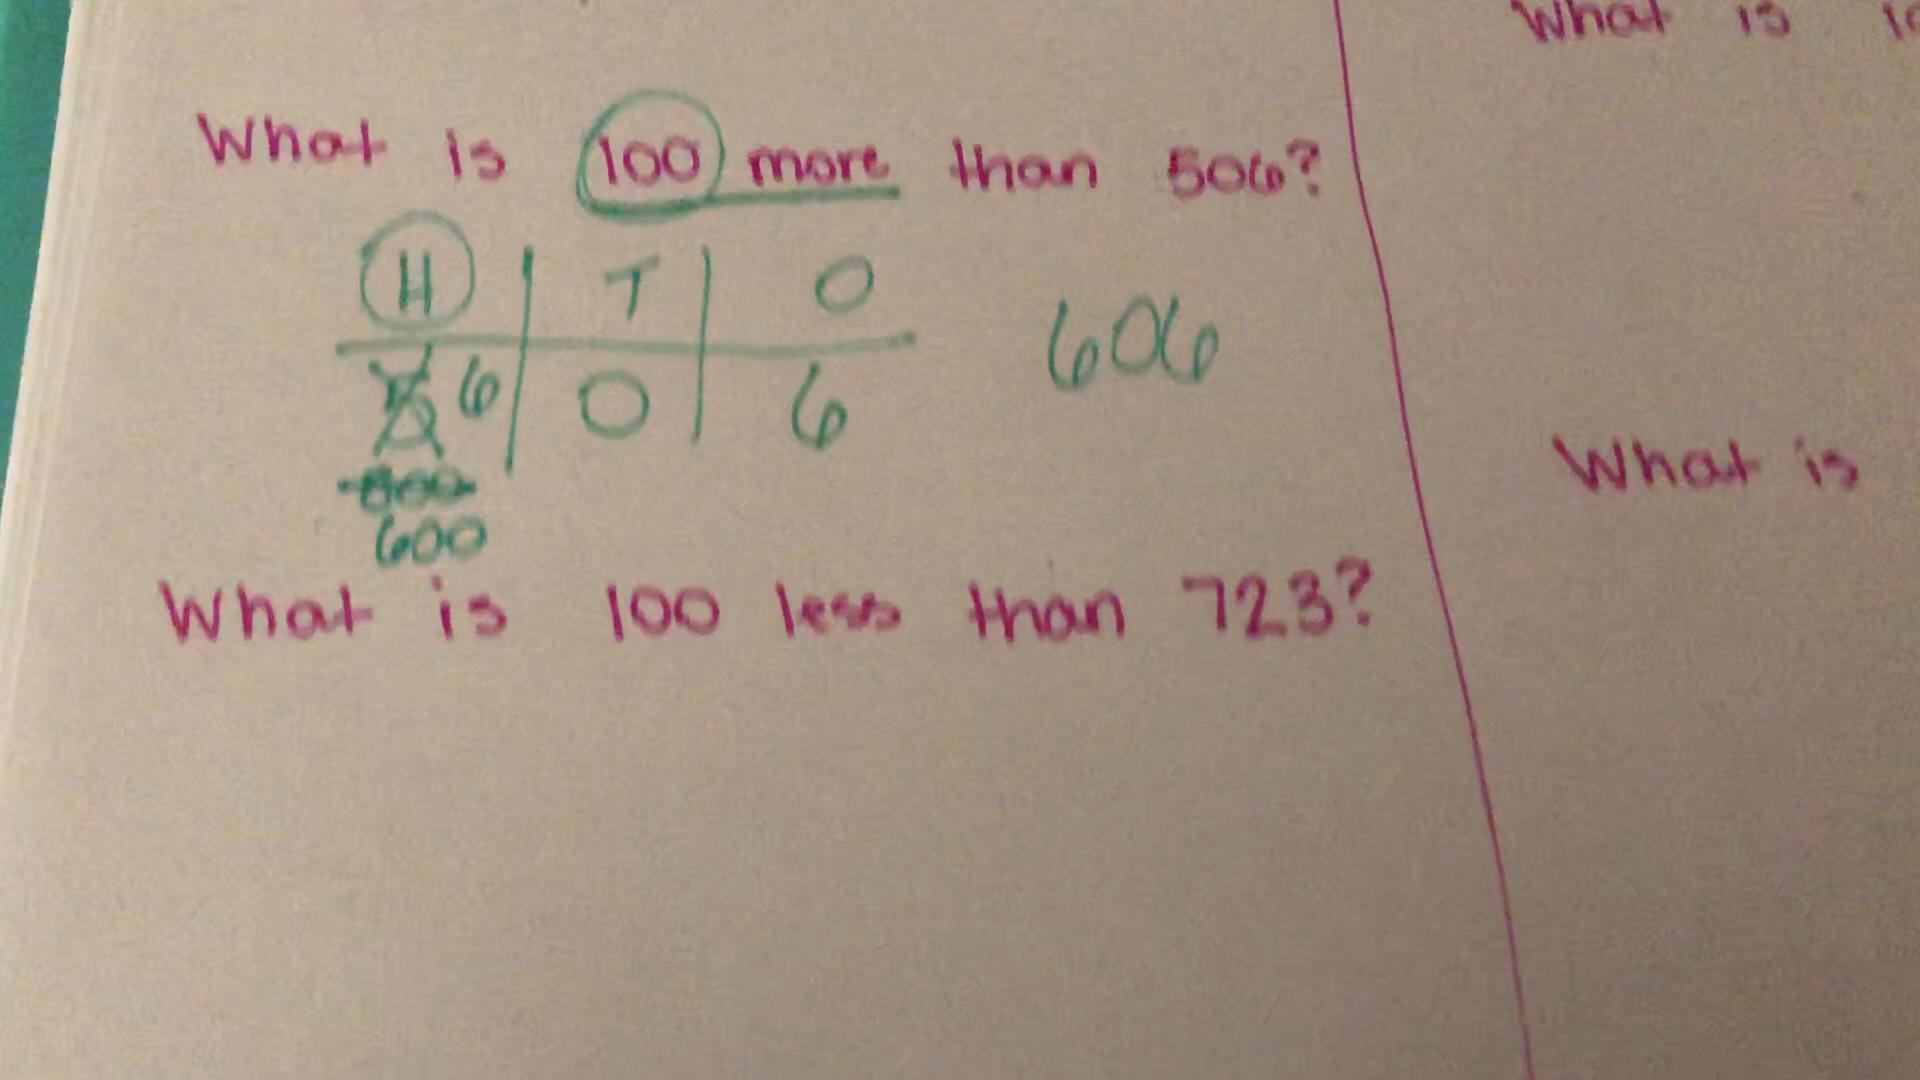 What is 100 more than 506?
H T O
6 0 6
606
600
What is 100 less than 723?
What is
What is